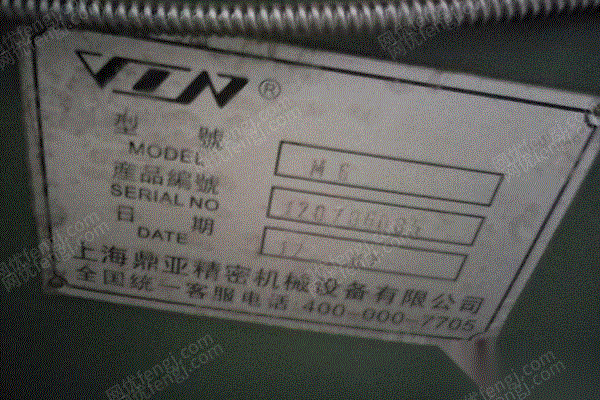 VTN®
型號 M6
MODEL
産品編號
SERIAL NO
日期 17
DATE
上海鼎亚精密机械设备有限公司
全国统一客服电话 400-000-7705